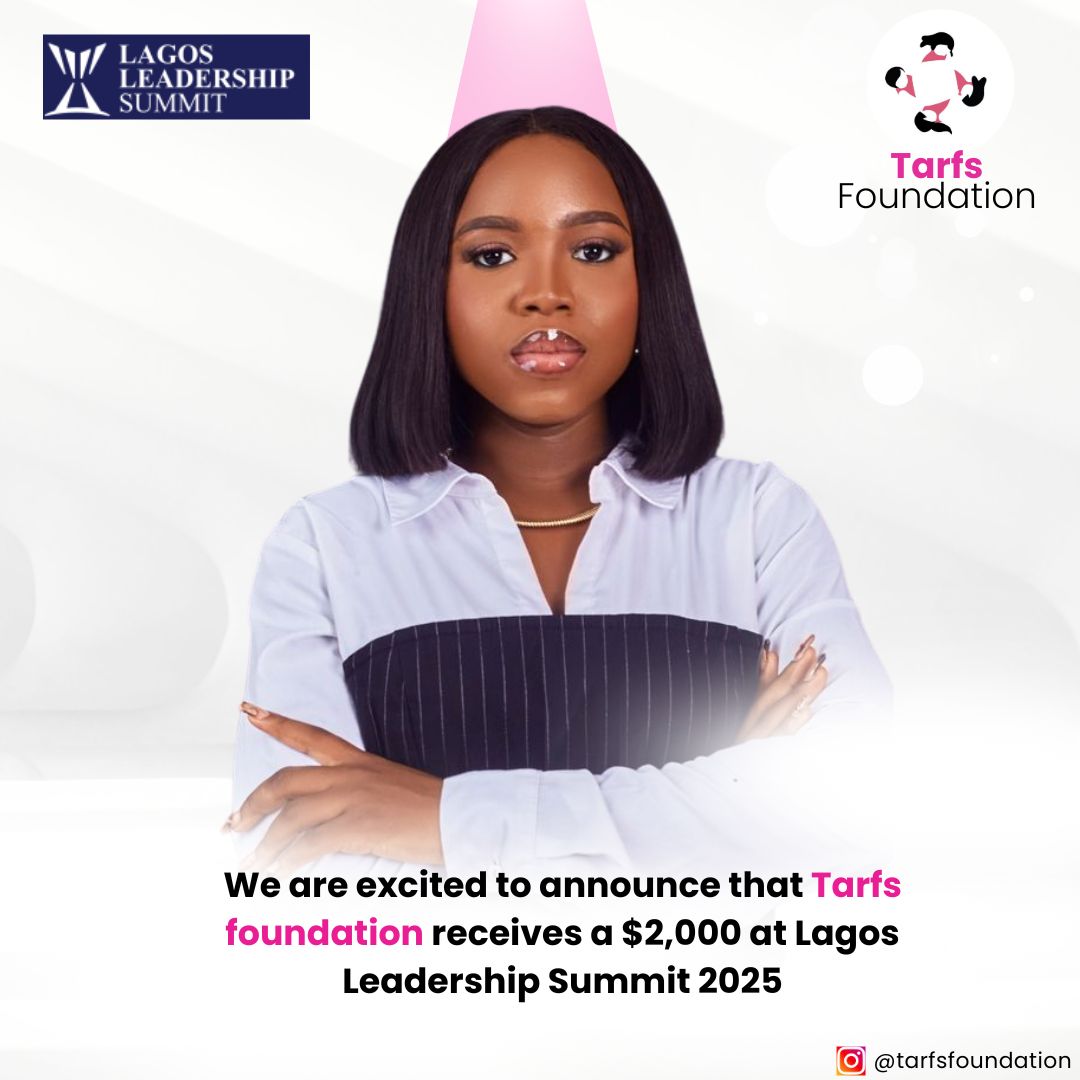 LAGOS
LEADERSHIP
SUMMIT
Tarfs
Foundation
We are excited to announce that Tarfs
foundation receives a $2,000 at Lagos
Leadership Summit 2025
@tarfsfoundation